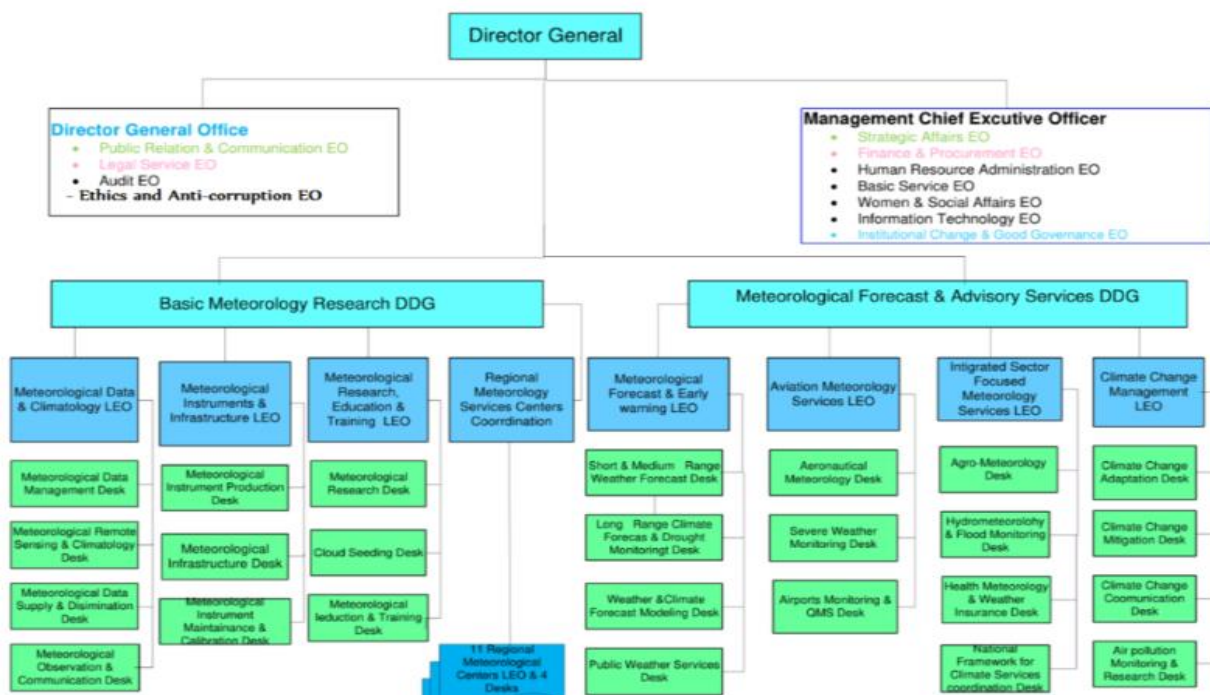 Director General
Director General Office
• Public Relation & Communication EO
• Legal Service EO
• Audit EO
- Ethics and Anti-corruption EO
Management Chief Excutive Officer
• Strategic Affairs EO
• Finance & Procurement EO
• Human Resource Administration EO
• Basic Service EO
• Women & Social Affairs EO
• Information Technology EO
• Institutional Change & Good Governance EO
Basic Meteorology Research DDG
Meteorological Forecast & Advisory Services DDG
Meteorological Data
& Climatology LEO
Meteorological Data
Management Desk
Meteorological Remote
Sensing & Climatology
Desk
Meteorological Data
Supply & Disimination
Desk
Meteorological
Observation &
Communication Desk
Meteorological
Instruments &
Infrastructure LEO
Meteorological
Instrument Production
Desk
Meteorological
Infrastructure Desk
Meteorological
Instrument
Maintainance &
Calibration Desk
Meteorological
Research,
Education &
Training LEO
Meteorological
Research Desk
Cloud Seeding Desk
Meteorological
Ieduction & Training
Desk
Regional
Meteorology
Services Centers
Coorrdination
11 Regional
Meteorological
Centers LEO & 4
Desks
Meteorological
Forecast & Early
warning LEO
Short & Medium Range
Weather Forecast Desk
Long Range Climate
Forecas & Drought
Monitoringt Desk
Weather &Climate
Forecast Modeling Desk
Public Weather Services
Desk
Aviation Meteorology
Services LEO
Aeronautical
Meteorology Desk
Severe Weather
Monitoring Desk
Airports Monitoring &
QMS Desk
Intigrated Sector
Focused
Meteorology
Services LEO
Agro-Meteorology
Desk
Hydrometeorolohy
& Flood Monitoring
Desk
Health Meteorology
& Weather
Insurance Desk
National
Framework for
Climate Services
coordination Desk
Climate Change
Management
LEO
Climate Change
Adaptation Desk
Climate Change
Mitigation Desk
Climate Change
Coomunication
Desk
Air pollution
Monitoring &
Research Desk